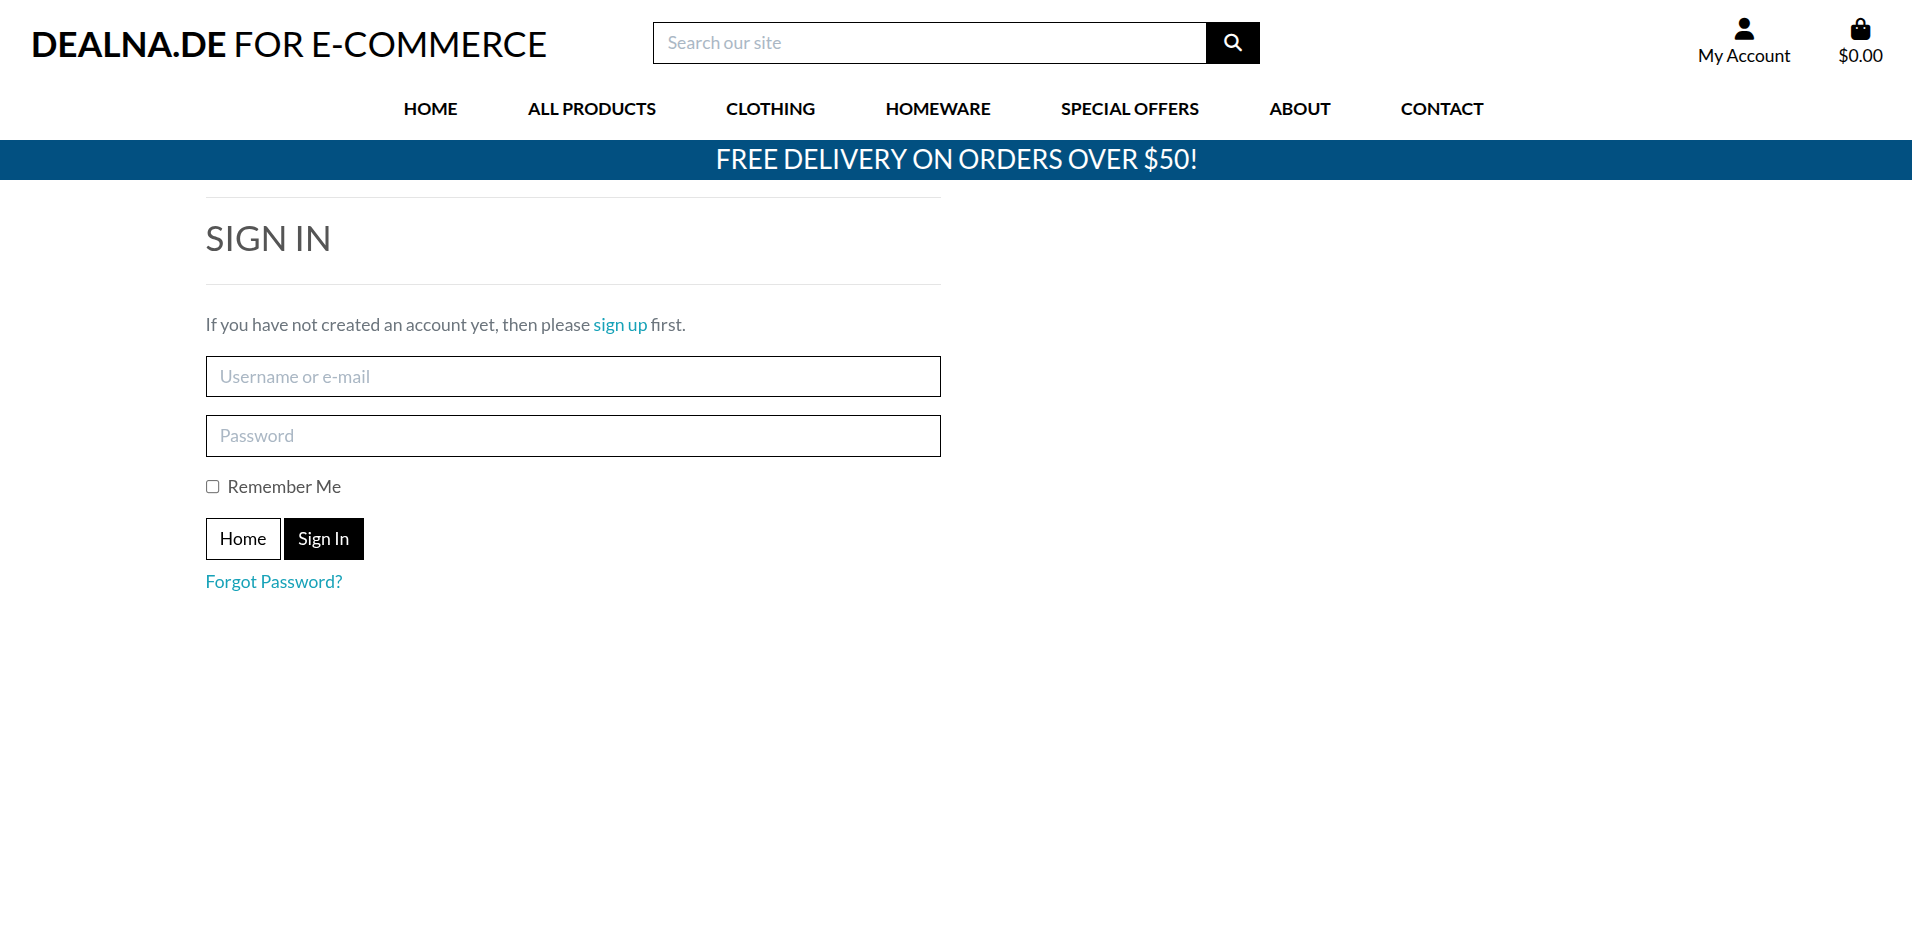 DEALNA.DE FOR E-COMMERCE
Search our site
My Account
$0.00
HOME
ALL PRODUCTS
CLOTHING
HOMEWARE
SPECIAL OFFERS
ABOUT
CONTACT
FREE DELIVERY ON ORDERS OVER $50!
SIGN IN
If you have not created an account yet, then please sign up first.
Username or e-mail
Password
Remember Me
Home
Sign In
Forgot Password?